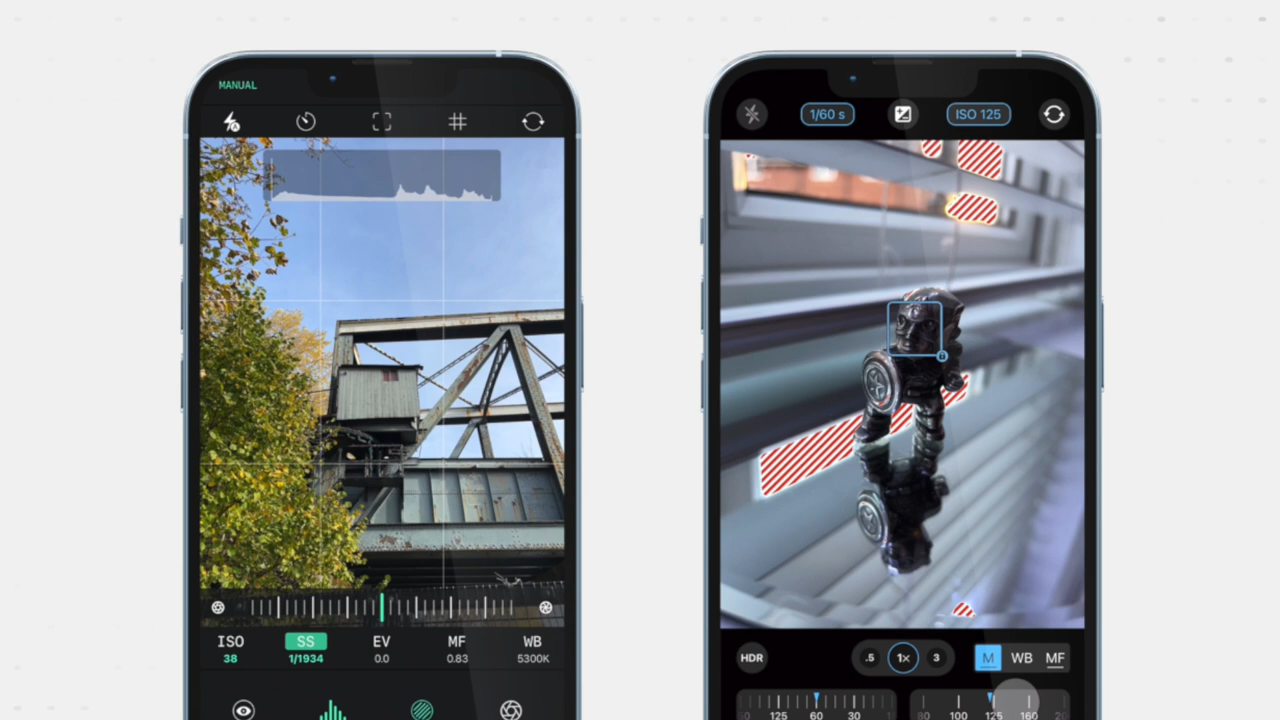 MANUAL
ISO SS EV MF WB
38 1/1934 0.0 0.83 5300K
1/60 s ISO 125
HDR .5 1× 3 M WB MF
125 60 30
80 100 125 160